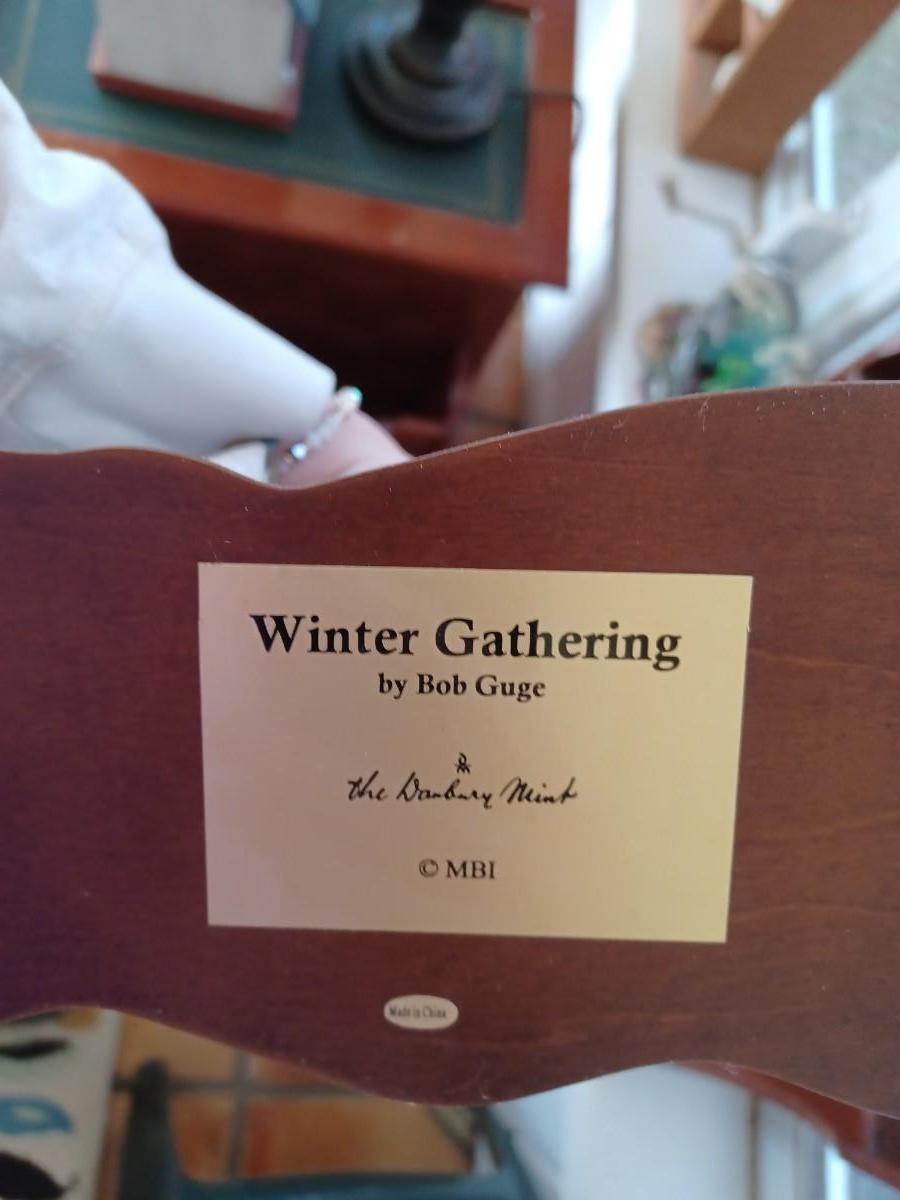 Winter Gathering
by Bob Guge
the Danbury Mint
© MBI
Made in China